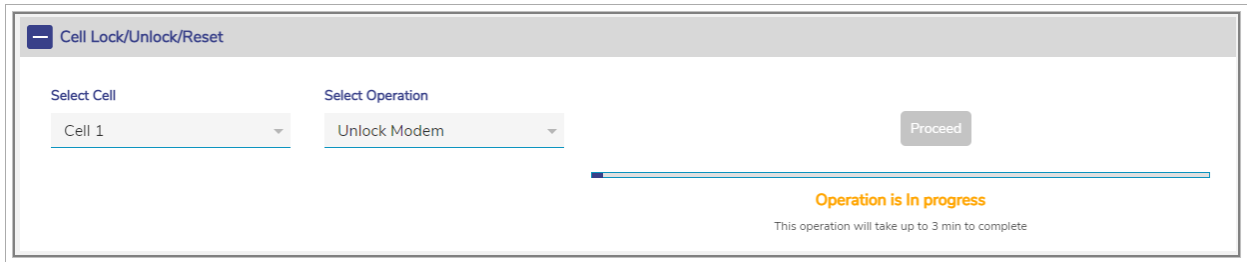 Cell Lock/Unlock/Reset
Select Cell
Select Operation
Cell 1
Unlock Modem
Proceed
Operation is In progress
This operation will take up to 3 min to complete